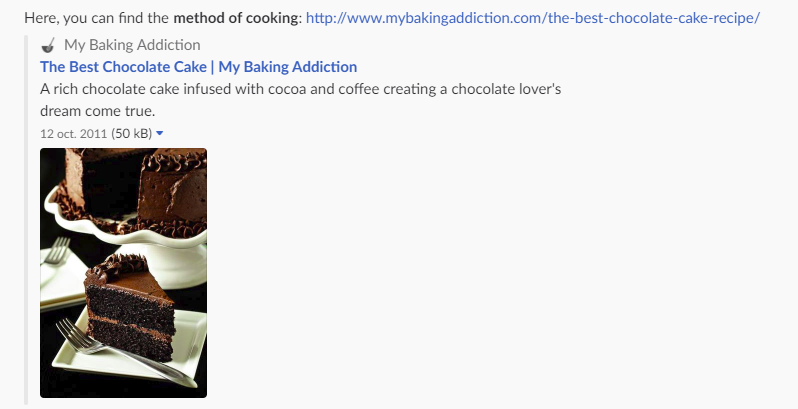 Here, you can find the method of cooking: http://www.mybakingaddiction.com/the-best-chocolate-cake-recipe/
My Baking Addiction
The Best Chocolate Cake | My Baking Addiction
A rich chocolate cake infused with cocoa and coffee creating a chocolate lover's
dream come true.
12 oct. 2011 (50 kB)